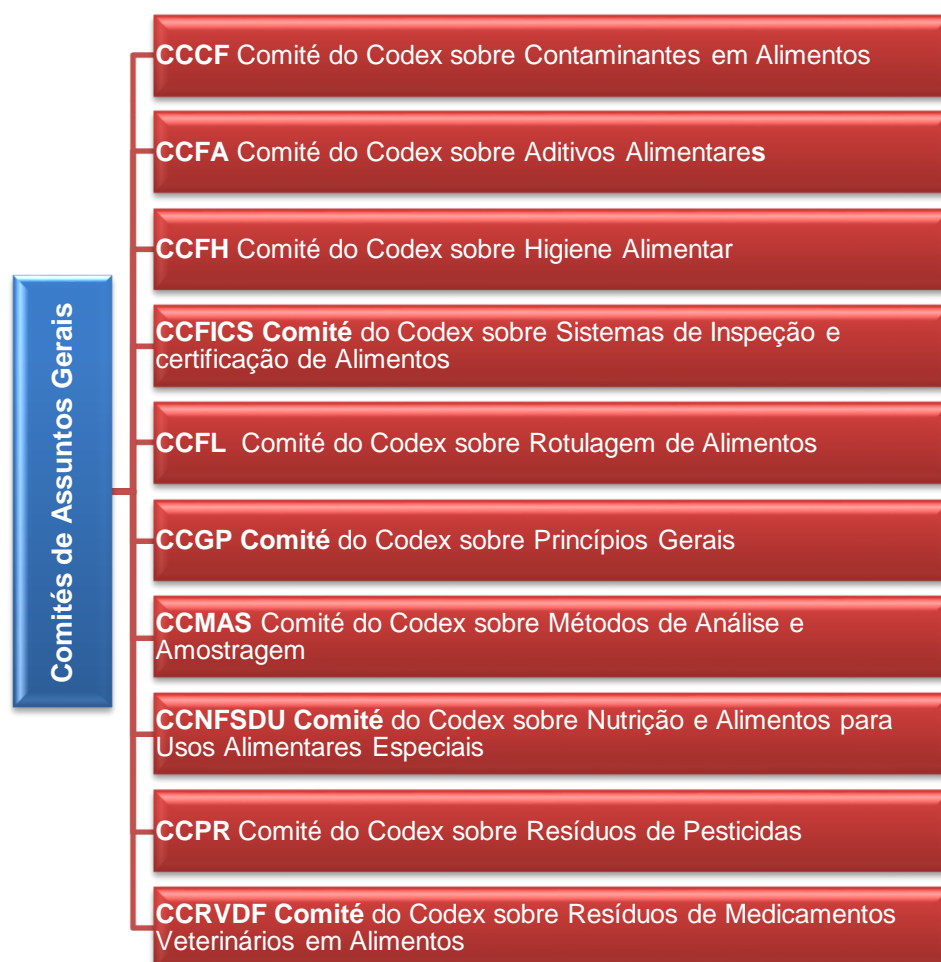 Comités de Assuntos Gerais
CCCF Comité do Codex sobre Contaminantes em Alimentos
CCFA Comité do Codex sobre Aditivos Alimentares
CCFH Comité do Codex sobre Higiene Alimentar
CCFICS Comité do Codex sobre Sistemas de Inspeção e
certificação de Alimentos
CCFL Comité do Codex sobre Rotulagem de Alimentos
CCGP Comité do Codex sobre Princípios Gerais
CCMAS Comité do Codex sobre Métodos de Análise e
Amostragem
CCNFSDU Comité do Codex sobre Nutrição e Alimentos para
Usos Alimentares Especiais
CCPR Comité do Codex sobre Resíduos de Pesticidas
CCRVDF Comité do Codex sobre Resíduos de Medicamentos
Veterinários em Alimentos